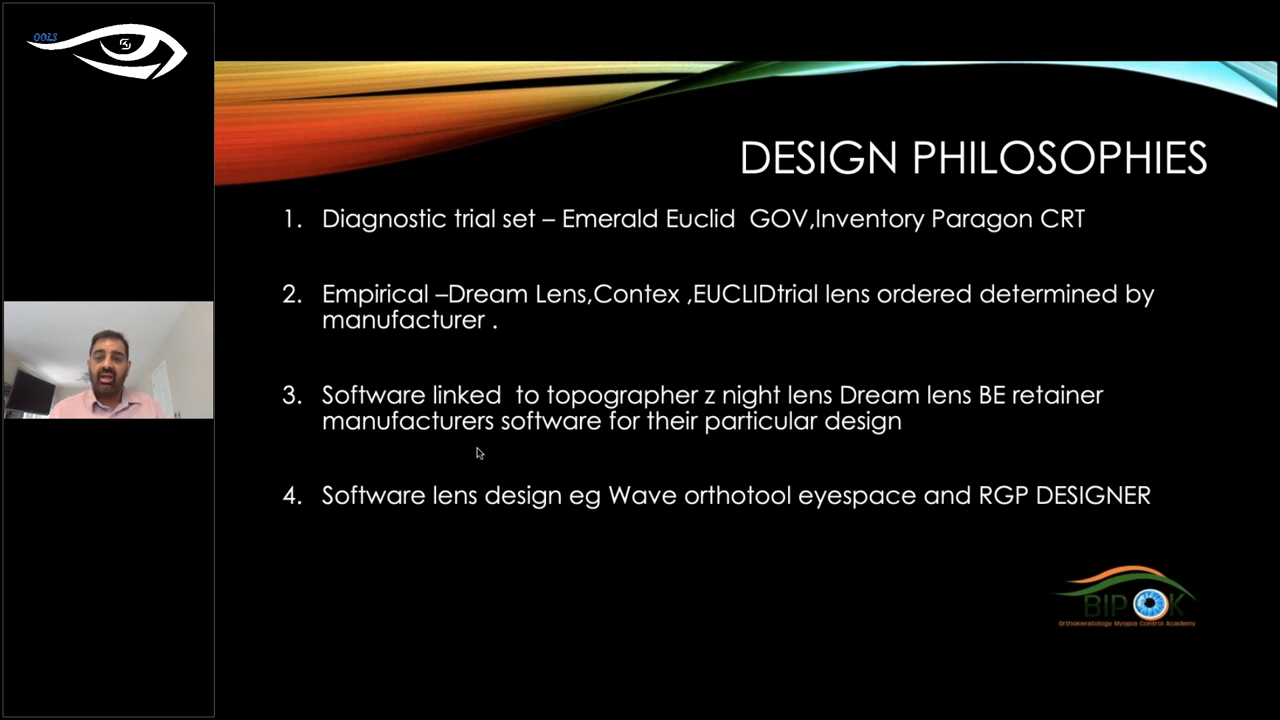 OOLS
DESIGN PHILOSOPHIES
1. Diagnostic trial set – Emerald Euclid  GOV,Inventory Paragon CRT
2. Empirical –Dream Lens,Contex ,EUCLIDtrial lens ordered determined by
manufacturer .
3. Software linked  to topographer z night lens Dream lens BE retainer
manufacturers software for their particular design
4. Software lens design eg Wave orthotool eyespace and RGP DESIGNER
BIP OK
Orthokeratology Myopia Control Academy